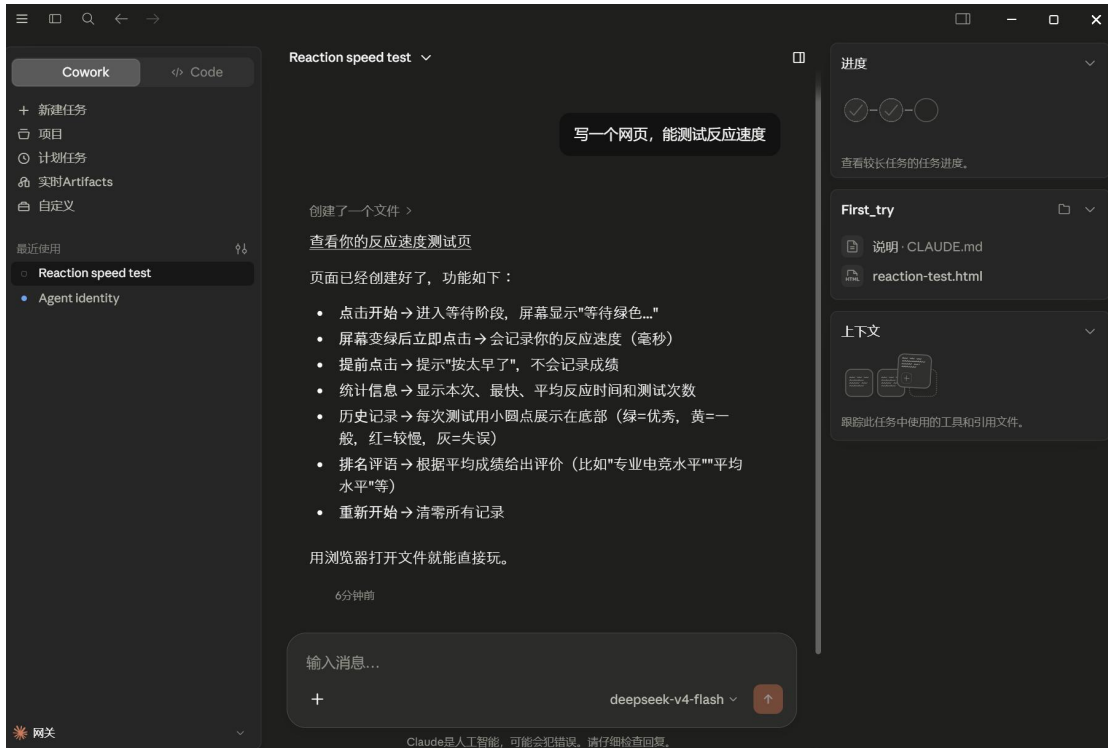 Cowork
</> Code
新建任务
项目
计划任务
实时Artifacts
自定义
最近使用
Reaction speed test
Agent identity
网关
Reaction speed test
写一个网页，能测试反应速度
创建了一个文件 >
查看你的反应速度测试页
页面已经创建好了，功能如下：
• 点击开始 → 进入等待阶段，屏幕显示"等待绿色..."
• 屏幕变绿后立即点击 → 会记录你的反应速度（毫秒）
• 提前点击 → 提示"按太早了"，不会记录成绩
• 统计信息 → 显示本次、最快、平均反应时间和测试次数
• 历史记录 → 每次测试用小圆点展示在底部（绿=优秀，黄=一
般，红=较慢，灰=失误）
• 排名评语 → 根据平均成绩给出评价（比如"专业电竞水平""平均
水平"等）
• 重新开始 → 清零所有记录
用浏览器打开文件就能直接玩。
6分钟前
输入消息...
deepseek-v4-flash
Claude是人工智能，可能会犯错误。请仔细检查回复。
进度
查看较长任务的任务进度。
First_try
说明 · CLAUDE.md
HTML
reaction-test.html
上下文
跟踪此任务中使用的工具和引用文件。